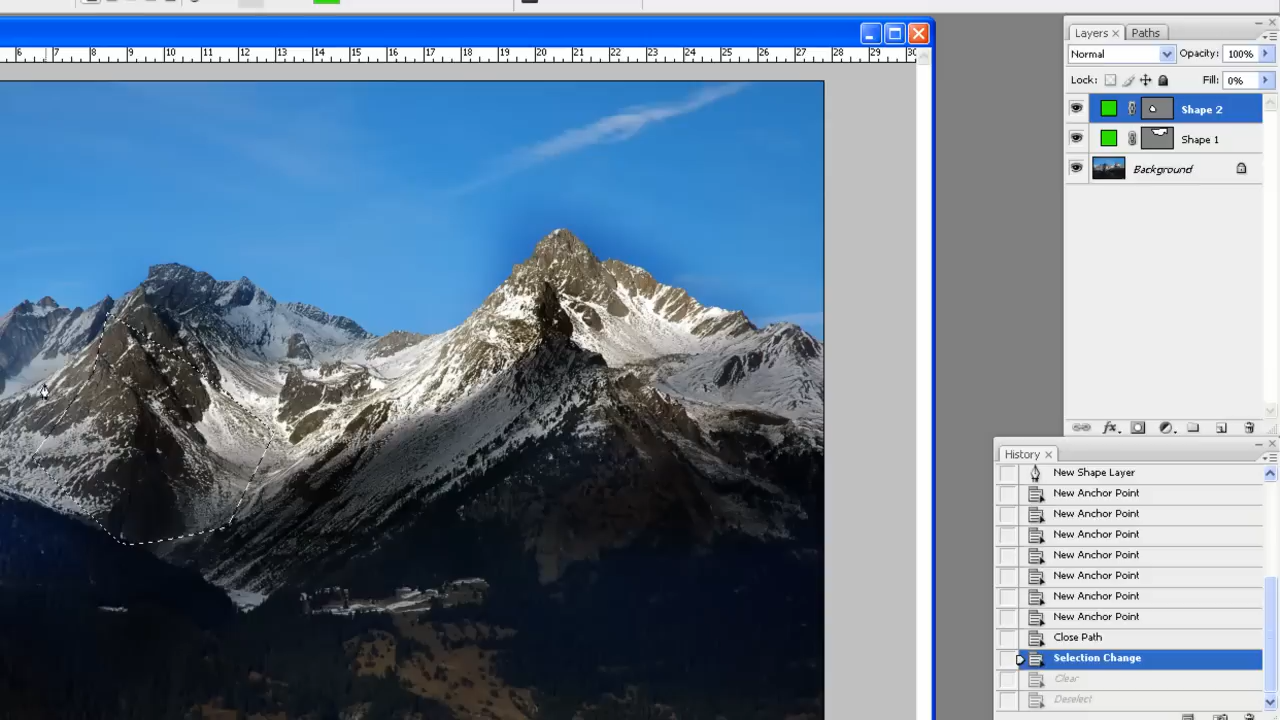 6 7 8 9 10 11 12 13 14 15 16 17 18 19 20 21 22 23 24 25 26 27 28 29 30
Layers Paths
Normal Opacity: 100%
Lock: Fill: 0%
Shape 2
Shape 1
Background
fx.
History
New Shape Layer
New Anchor Point
New Anchor Point
New Anchor Point
New Anchor Point
New Anchor Point
New Anchor Point
New Anchor Point
Close Path
Selection Change
Clear
Deselect